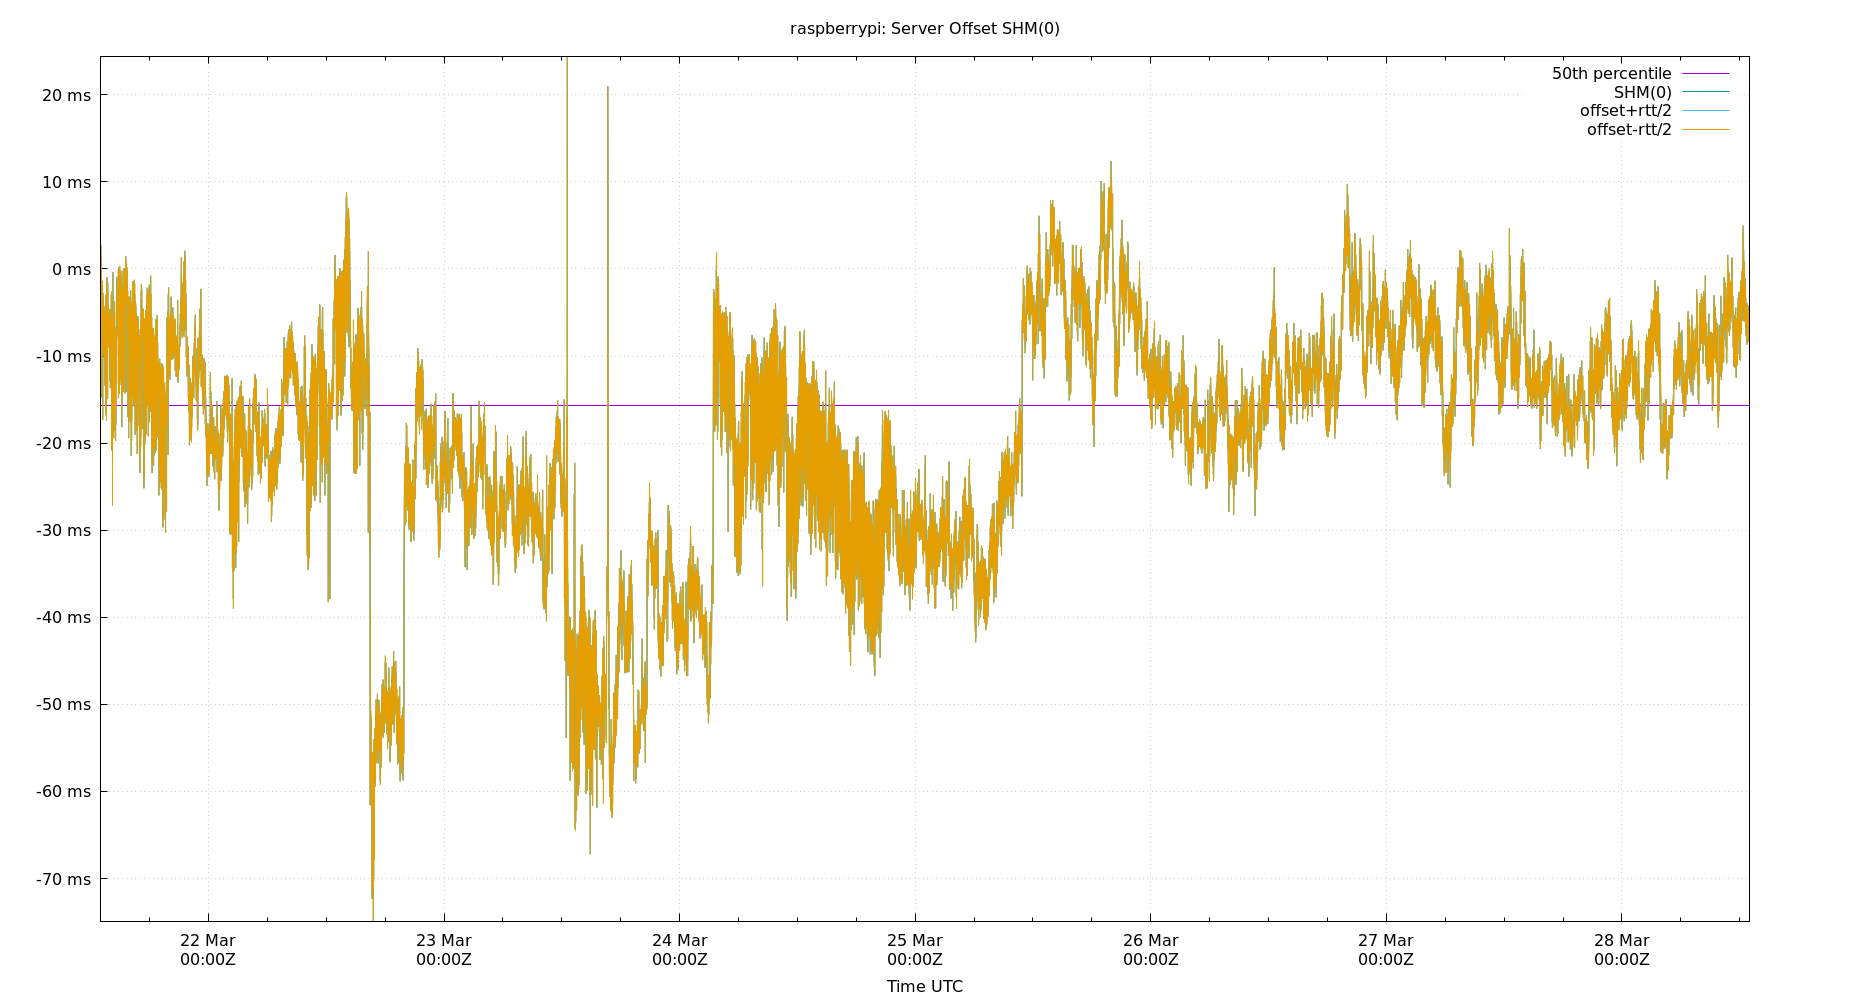 raspberrypi: Server Offset SHM(0)
50th percentile
SHM(0)
offset+rtt/2
offset-rtt/2
20 ms
10 ms
0 ms
-10 ms
-20 ms
-30 ms
-40 ms
-50 ms
-60 ms
-70 ms
22 Mar 23 Mar 24 Mar 25 Mar 26 Mar 27 Mar 28 Mar
00:00Z 00:00Z 00:00Z 00:00Z 00:00Z 00:00Z 00:00Z
Time UTC